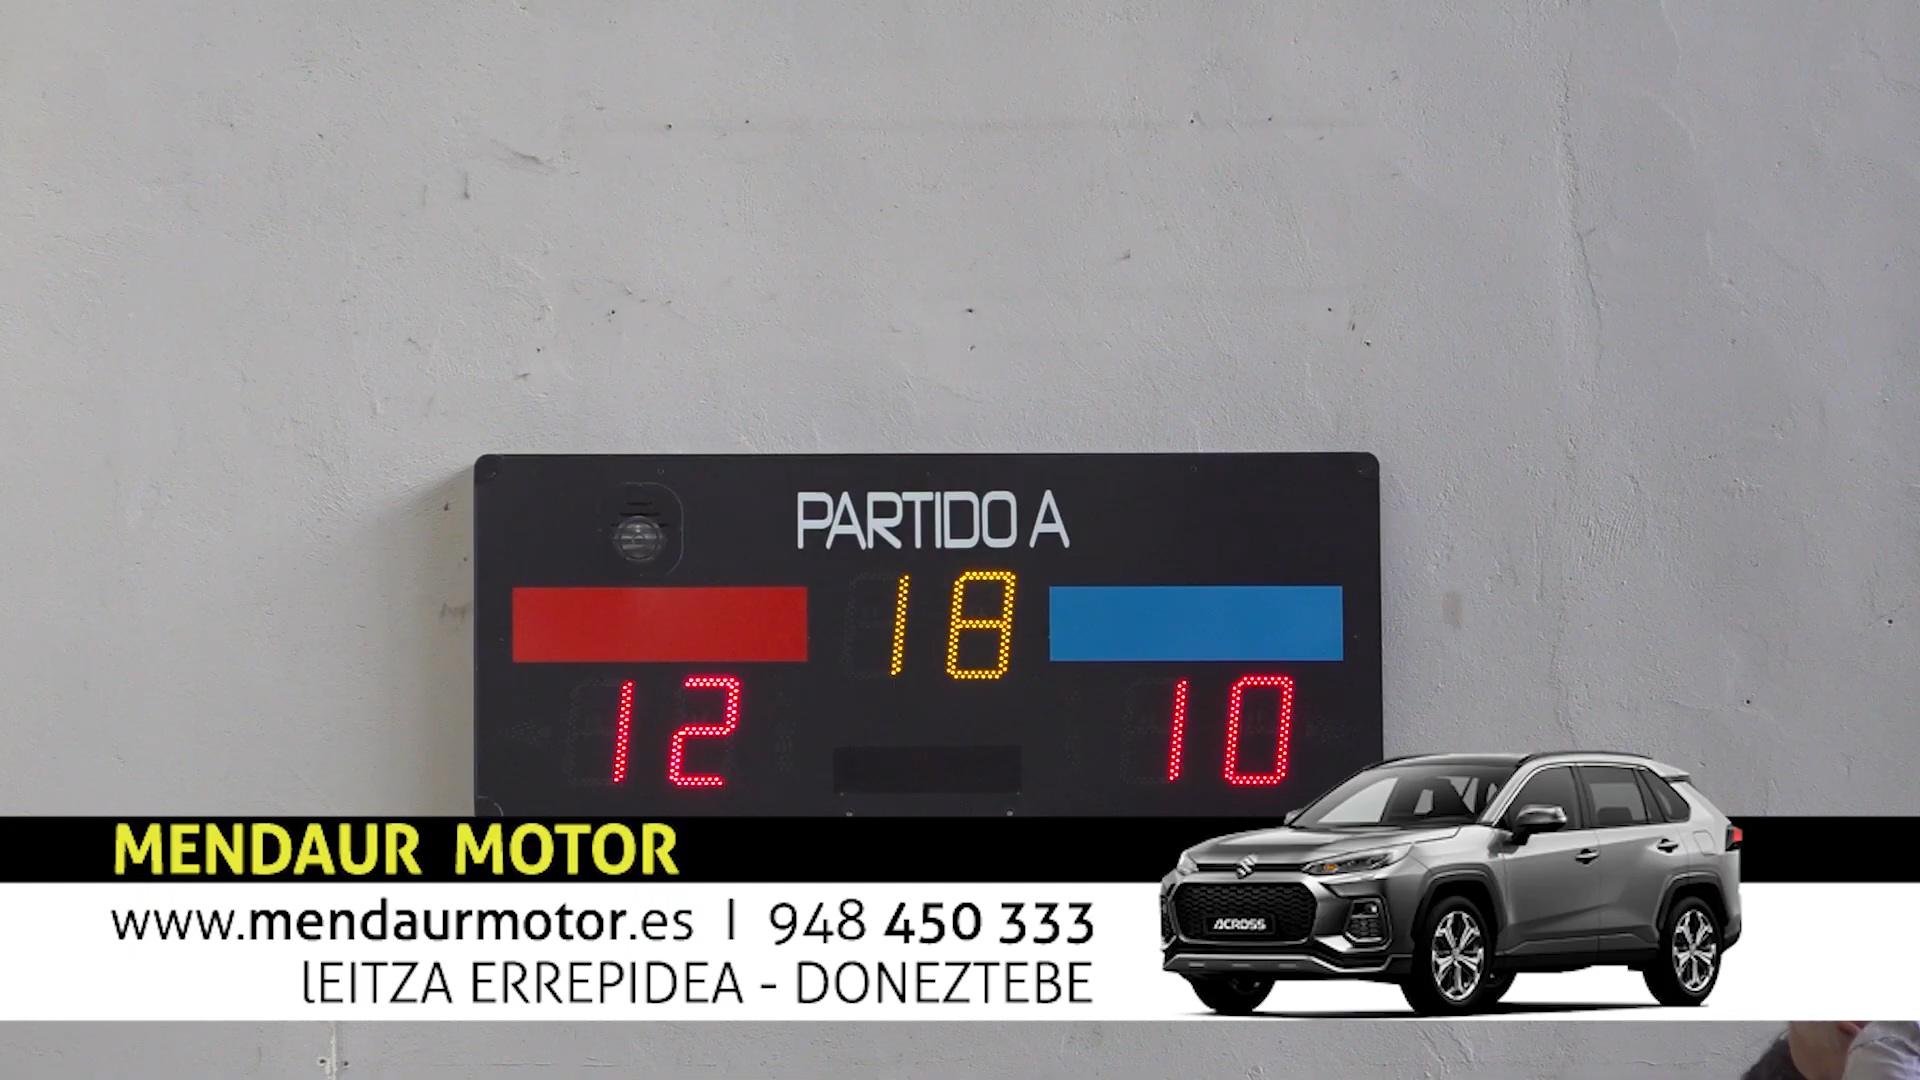 PARTIDO A
18
12 10
MENDAUR MOTOR
www.mendaurmotor.es | 948 450 333
ACROSS
LEITZA ERREPIDEA - DONEZTEBE